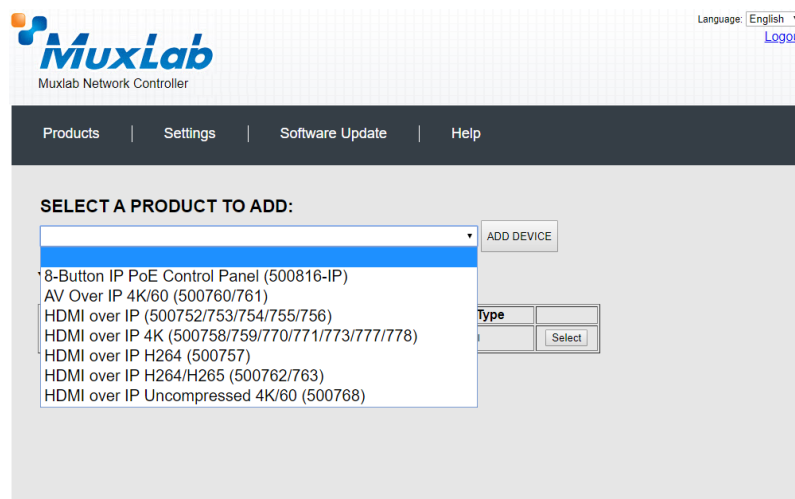 Language: English
Logou
MuxLab
Muxlab Network Controller
Products | Settings | Software Update | Help
SELECT A PRODUCT TO ADD:
ADD DEVICE
8-Button IP PoE Control Panel (500816-IP)
AV Over IP 4K/60 (500760/761)
HDMI over IP (500752/753/754/755/756)
Type
HDMI over IP 4K (500758/759/770/771/773/777/778)
Select
HDMI over IP H264 (500757)
HDMI over IP H264/H265 (500762/763)
HDMI over IP Uncompressed 4K/60 (500768)